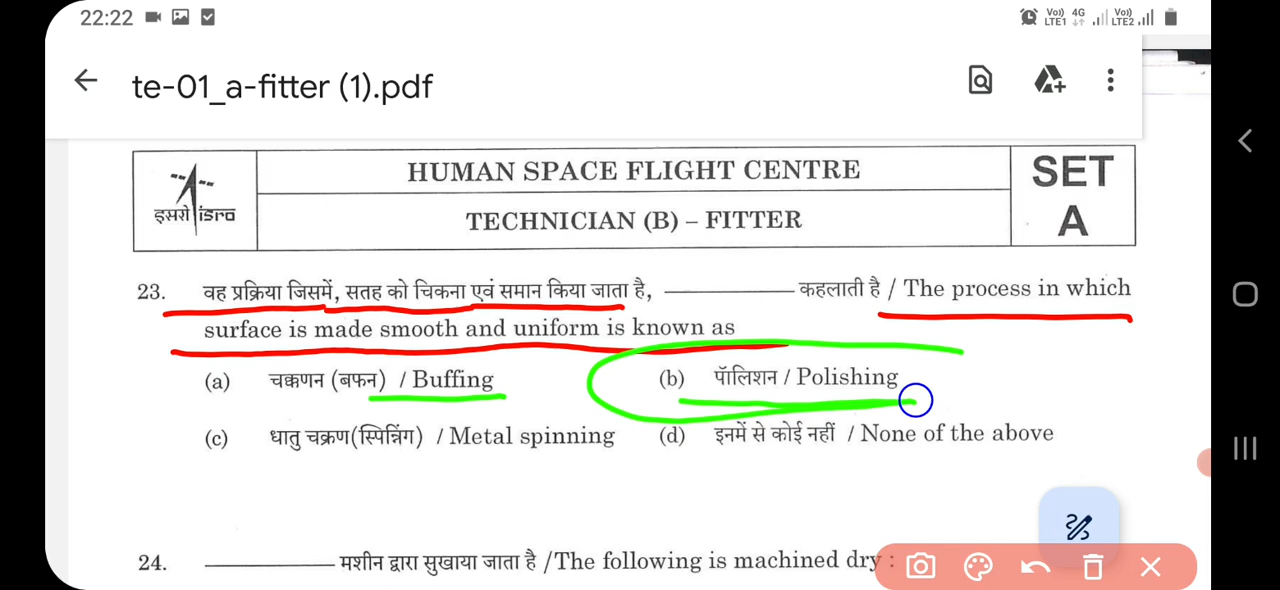 22:22
Vo)) 4G Vo))
LTE1 LTE2
te-01_a-fitter (1).pdf
HUMAN SPACE FLIGHT CENTRE
SET
इसरो isro
TECHNICIAN (B) – FITTER
A
23. वह प्रक्रिया जिसमें, सतह को चिकना एवं समान किया जाता है, ________ कहलाती है / The process in which
surface is made smooth and uniform is known as
(a) चक्कणन (बफन) / Buffing (b) पॅालिशन / Polishing
(c) धातु चक्रण(स्पिन्निंग) / Metal spinning (d) इनमें से कोई नहीं / None of the above
24. ________ मशीन द्वारा सुखाया जाता है /The following is machined dry :